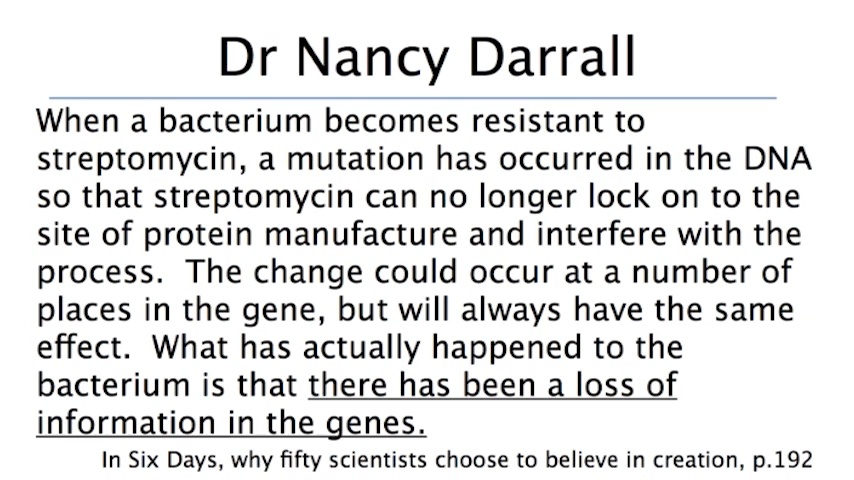 Dr Nancy Darrall
When a bacterium becomes resistant to
streptomycin, a mutation has occurred in the DNA
so that streptomycin can no longer lock on to the
site of protein manufacture and interfere with the
process.  The change could occur at a number of
places in the gene, but will always have the same
effect.  What has actually happened to the
bacterium is that there has been a loss of
information in the genes.
In Six Days, why fifty scientists choose to believe in creation, p.192